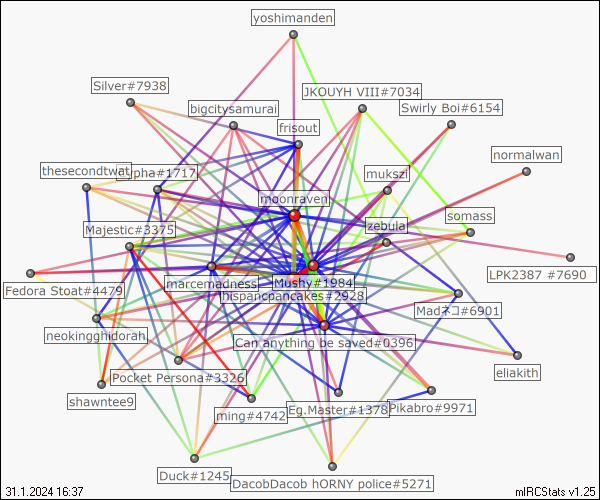 yoshimanden
Silver#7938
JKOUYH VIII#7034
bigcitysamurai
Swirly Boi#6154
frisout
normalwan
thesecondtwat
#1717
mukszi
moonraven
somass
Majestic#3375
zebula
LPK2387 #7690
Fedora Stoat#4479
marcemadness
Mushy#1984
hispanicpancakes#2928
Madネコ#6901
neokingghidorah
Can anything be saved#0396
eliakith
Pocket Persona#3326
shawntee9
ming#4742
Eg.Master#1378
Pikabro#9971
Duck#1245
DacobDacob hORNY police#5271
31.1.2024 16:37
mIRCStats v1.25